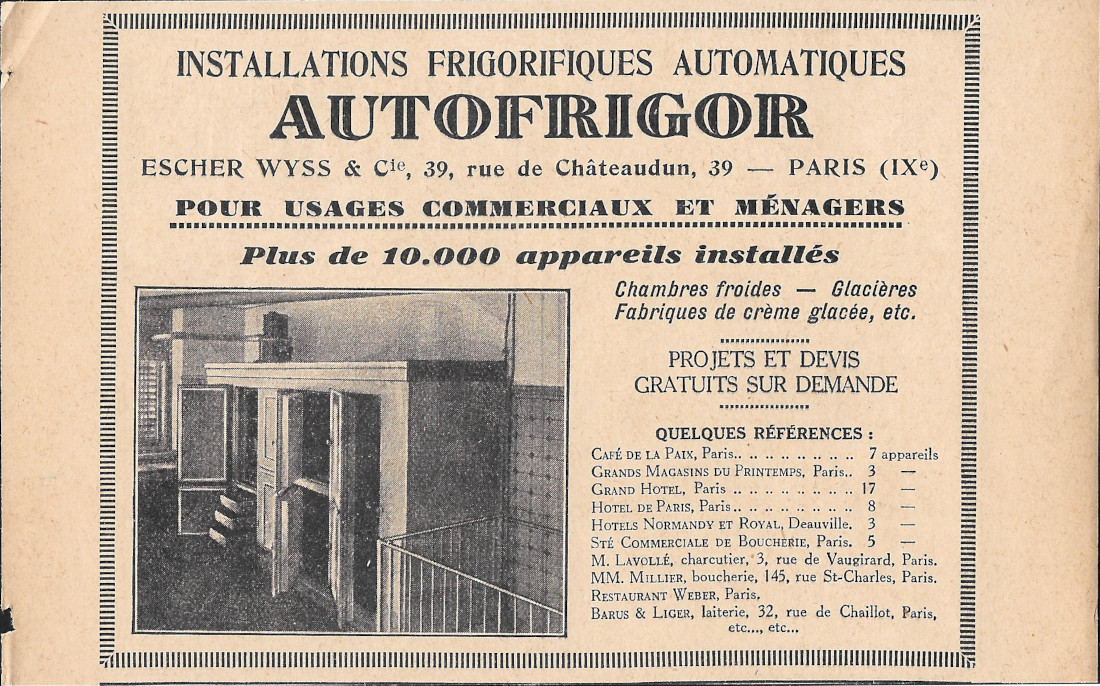 INSTALLATIONS FRIGORIFIQUES AUTOMATIQUES
AUTOFRIGOR
ESCHER WYSS & Cie, 39, rue de Châteaudun, 39 — PARIS (IXe)
POUR USAGES COMMERCIAUX ET MÉNAGERS
Plus de 10.000 appareils installés
Chambres froides — Glacières
Fabriques de crème glacée, etc.
PROJETS ET DEVIS
GRATUITS SUR DEMANDE
QUELQUES RÉFÉRENCES :
CAFÉ DE LA PAIX, Paris.. . . . . . . . . 7 appareils
GRANDS MAGASINS DU PRINTEMPS, Paris.. 3 —
GRAND HOTEL, Paris .. . . . . . . . . . 17 —
HOTEL DE PARIS, Paris .. . . . . . . . . 8 —
HOTELS NORMANDY ET ROYAL, Deauville. 3 —
STÉ COMMERCIALE DE BOUCHERIE, Paris. 5 —
M. LAVOLLÉ, charcutier, 3, rue de Vaugirard, Paris.
MM. MILLIER, boucherie, 145, rue St-Charles, Paris.
RESTAURANT WEBER, Paris.
BARUS & LIGER, laiterie, 32, rue de Chaillot, Paris,
etc..., etc...